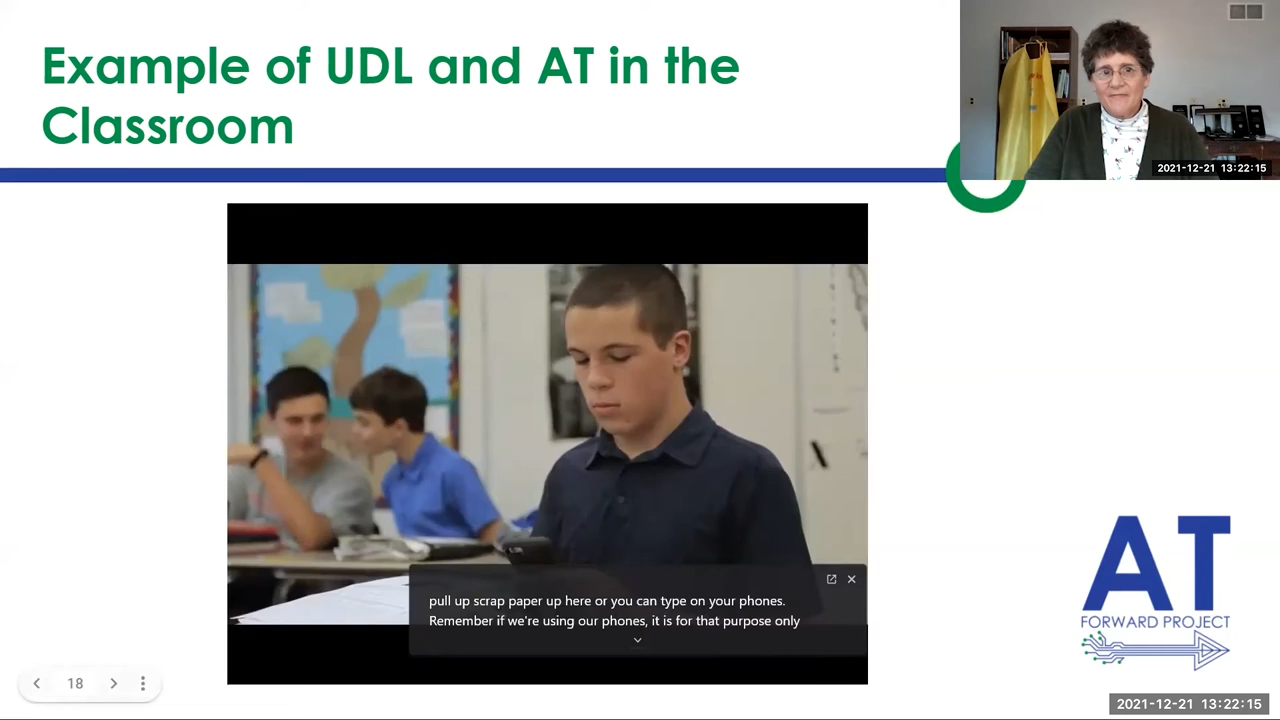 Example of UDL and AT in the
Classroom
2021-12-21 13:22:15
pull up scrap paper up here or you can type on your phones.
Remember if we're using our phones, it is for that purpose only
AT
FORWARD PROJECT
18
2021-12-21 13:22:15